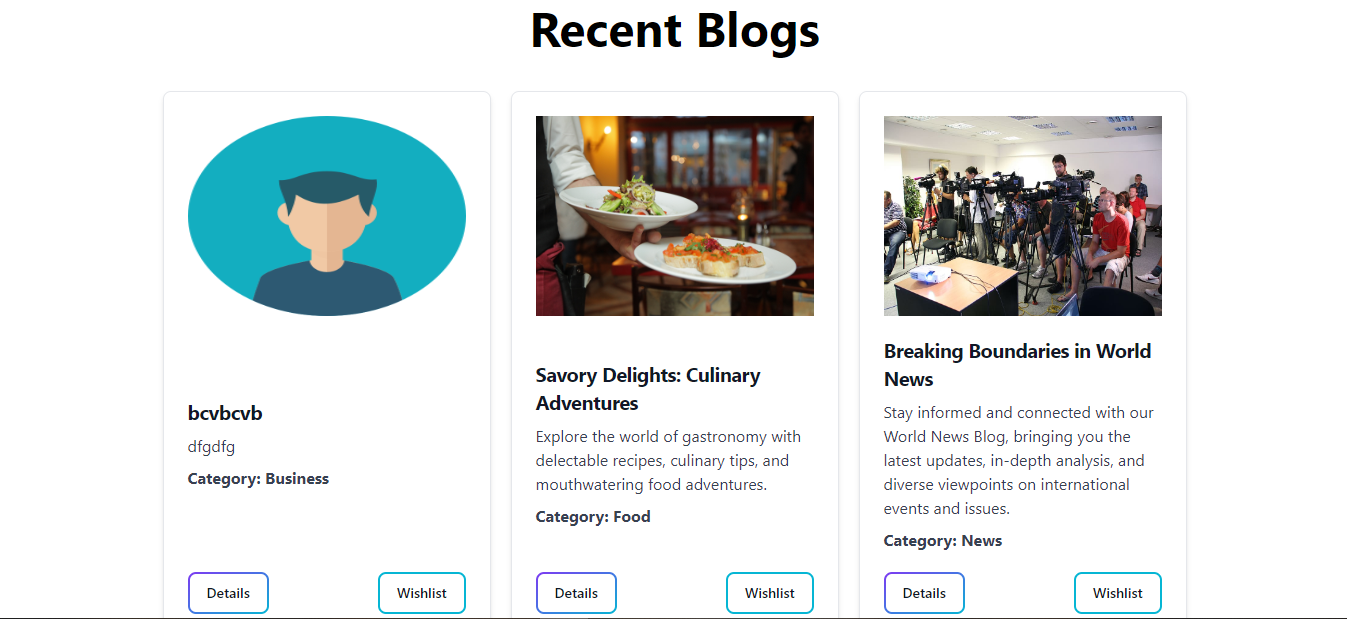 Recent Blogs
bcvbcvb
dfgdfg
Category: Business
Details
Wishlist
Savory Delights: Culinary
Adventures
Explore the world of gastronomy with
delectable recipes, culinary tips, and
mouthwatering food adventures.
Category: Food
Details
Wishlist
Breaking Boundaries in World
News
Stay informed and connected with our
World News Blog, bringing you the
latest updates, in-depth analysis, and
diverse viewpoints on international
events and issues.
Category: News
Details
Wishlist